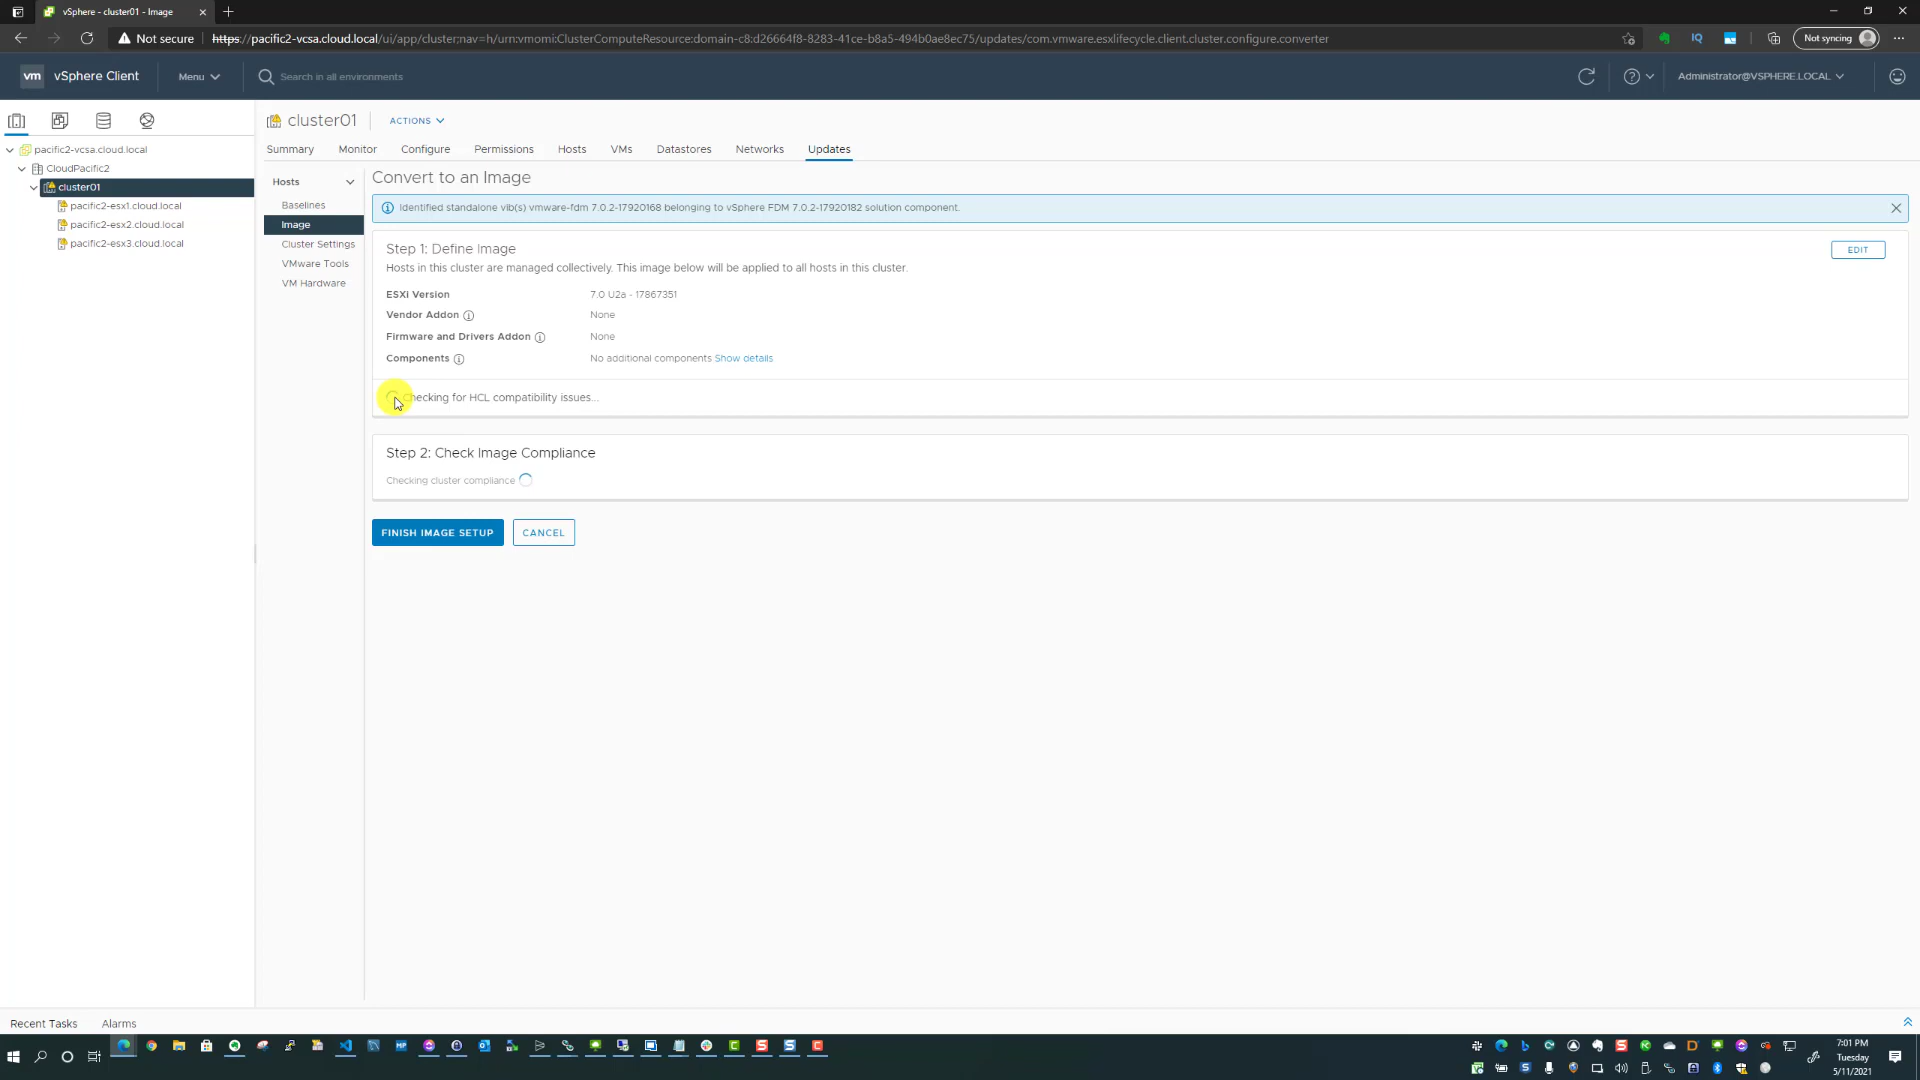 vSphere - cluster01 - Image
Not secure
https://pacific2-vcsa.cloud.local/ui/app/cluster;nav=h/urn:vmomi:ClusterComputeResource:domain-c8:d26664f8-8283-41ce-b8a5-494b0ae8ec75/updates/com.vmware.esxlifecycle.client.cluster.configure.converter
Not syncing
vm vSphere Client
Menu
Search in all environments
Administrator@VSPHERE.LOCAL
cluster01
ACTIONS
Summary Monitor Configure Permissions Hosts VMs Datastores Networks Updates
pacific2-vcsa.cloud.local
CloudPacific2
cluster01
pacific2-esx1.cloud.local
pacific2-esx2.cloud.local
pacific2-esx3.cloud.local
Hosts
Baselines
Image
Cluster Settings
VMware Tools
VM Hardware
Convert to an Image
Identified standalone vib(s) vmware-fdm 7.0.2-17920168 belonging to vSphere FDM 7.0.2-17920182 solution component.
Step 1: Define Image
EDIT
Hosts in this cluster are managed collectively. This image below will be applied to all hosts in this cluster.
ESXi Version 7.0 U2a - 17867351
Vendor Addon None
Firmware and Drivers Addon None
Components No additional components Show details
Checking for HCL compatibility issues...
Step 2: Check Image Compliance
Checking cluster compliance
FINISH IMAGE SETUP
CANCEL
Recent Tasks Alarms
7:01 PM
Tuesday
5/11/2021